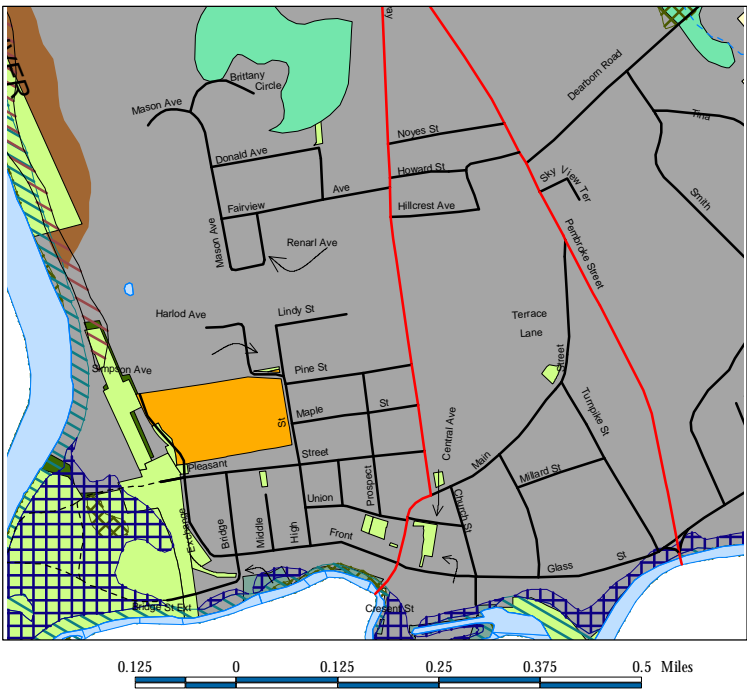 way
VER
Brittany
Circle
Mason Ave
Dearborn Road
Tina
Noyes St
Donald Ave
Howard St
Sky View Ter
Ave
Fairview
Hillcrest Ave
Smith
Mason Ave
Renarl Ave
Pembroke Street
Harlod Ave
Lindy St
Terrace
Lane
Simpson Ave
Pine St
Street
Maple
St
St
Central Ave
Turnpike St
Street
Pleasant
Main
Millard St
Prospect
Union
Church St
Exchange
Bridge
Middle
High
Front
Glass
St
Bridge St Ext
Cresent St
0.125 0 0.125 0.25 0.375 0.5 Miles